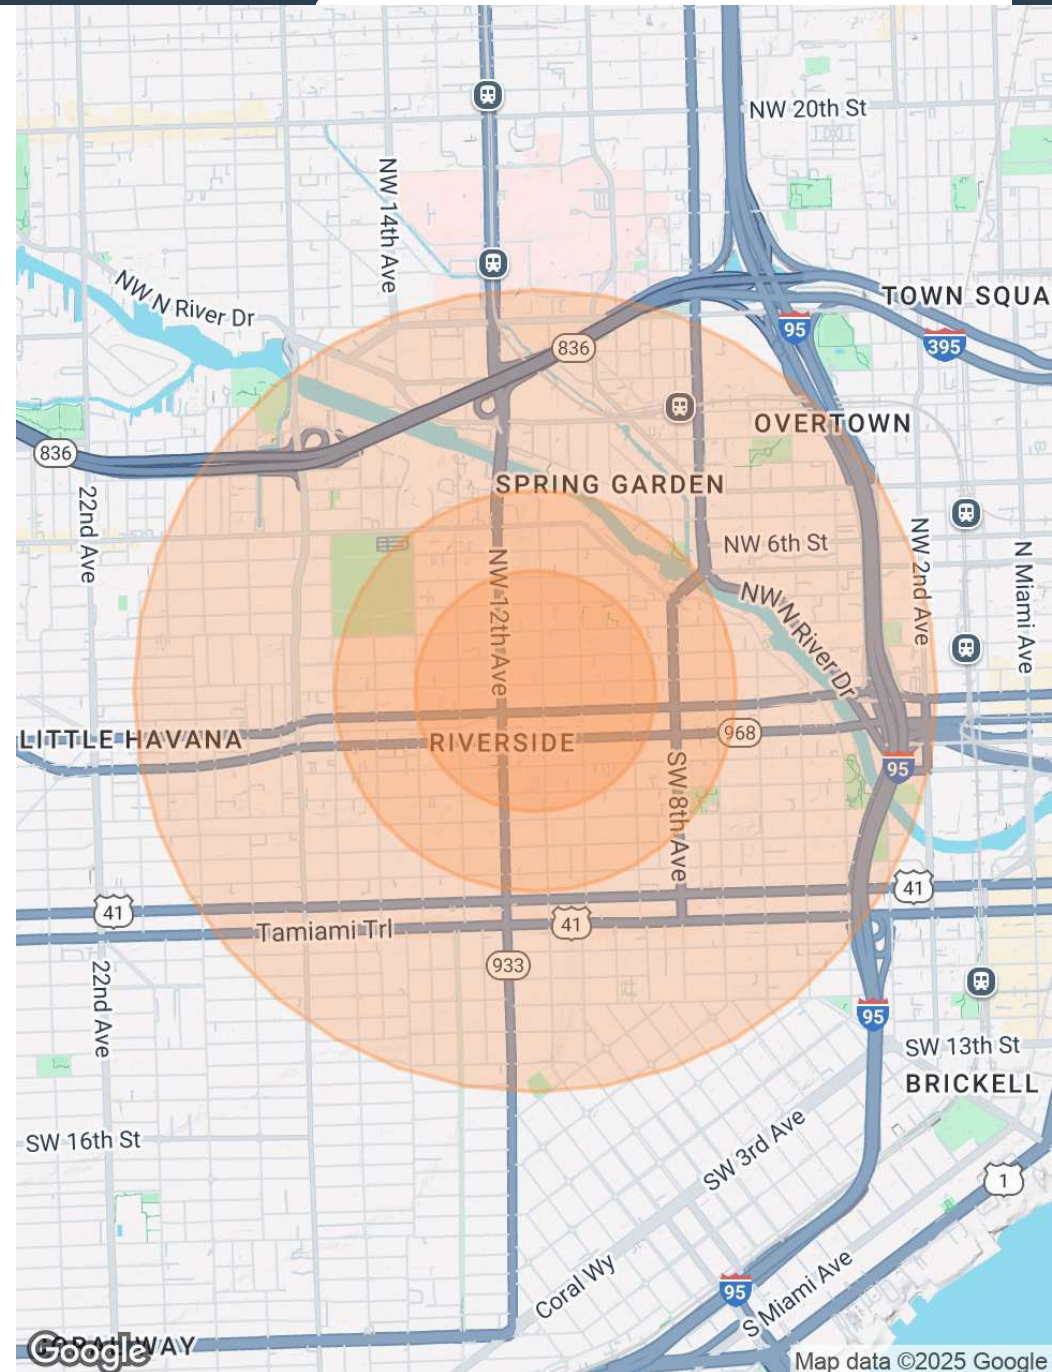 NW 20th St
NW 14th Ave
NW N River Dr
TOWN SQUA
95
395
836
OVERTOWN
836
SPRING GARDEN
22nd Ave
NW 6th St
NW 2nd Ave
N Miami Ave
NW 12th Ave
NW N River Dr
LITTLE HAVANA
RIVERSIDE
968
SW 8th Ave
95
41
41
41
Tamiami Trl
933
22nd Ave
95
SW 13th St
BRICKELL
SW 16th St
SW 3rd Ave
1
Coral Wy
95
S Miami Ave
CORAL WAY
Google
Map data ©2025 Google